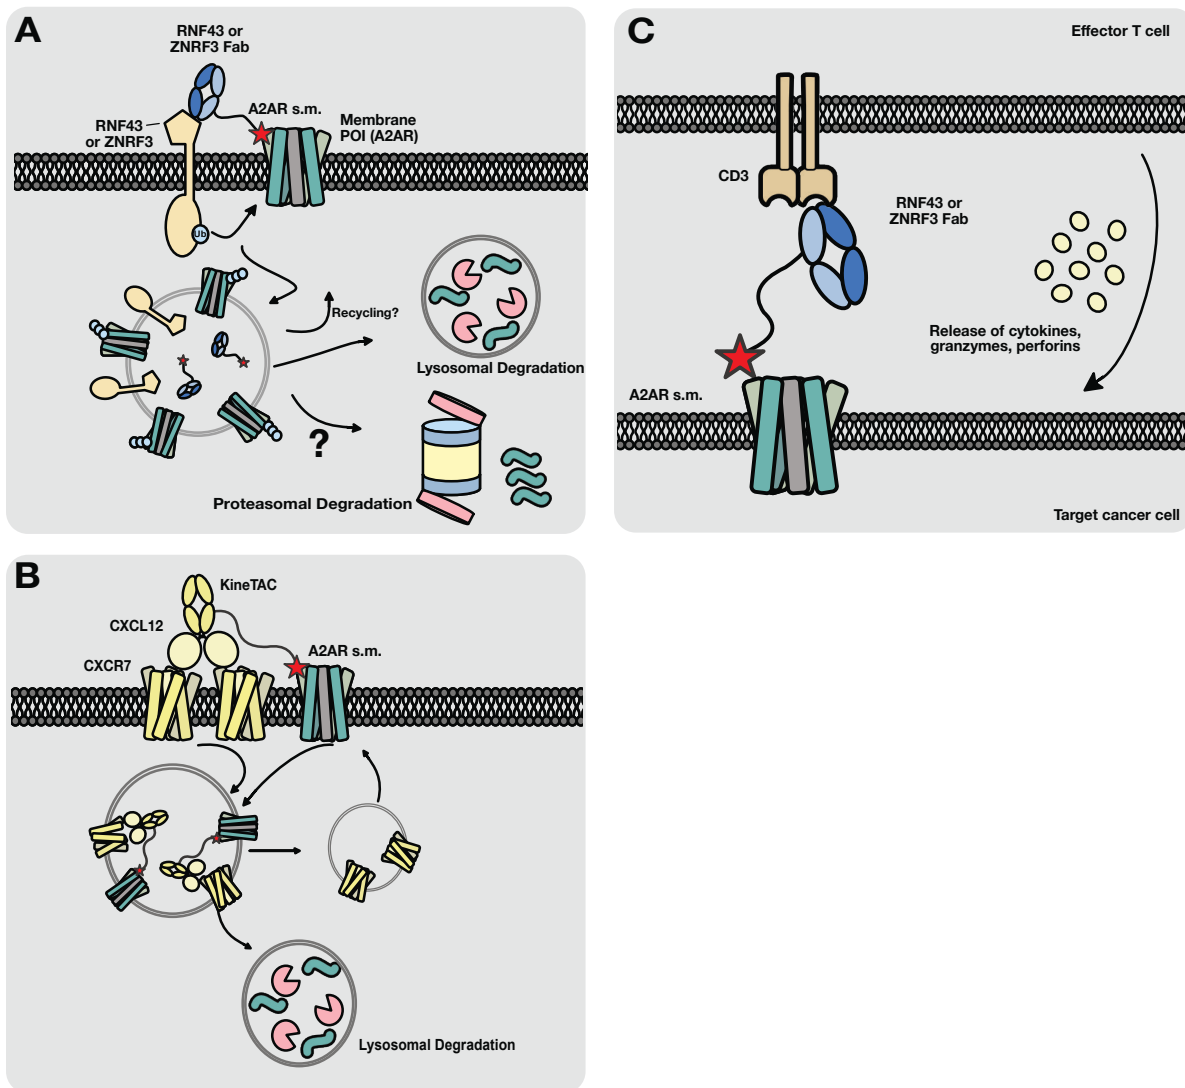 A
RNF43 or
ZNRF3 Fab
A2AR s.m.
RNF43
or ZNRF3
Membrane
POI (A2AR)
Ub
Recycling?
Lysosomal Degradation
?
Proteasomal Degradation
C
Effector T cell
CD3
RNF43 or
ZNRF3 Fab
Release of cytokines,
granzymes, perforins
A2AR s.m.
Target cancer cell
B
KineTAC
CXCL12
A2AR s.m.
CXCR7
Lysosomal Degradation